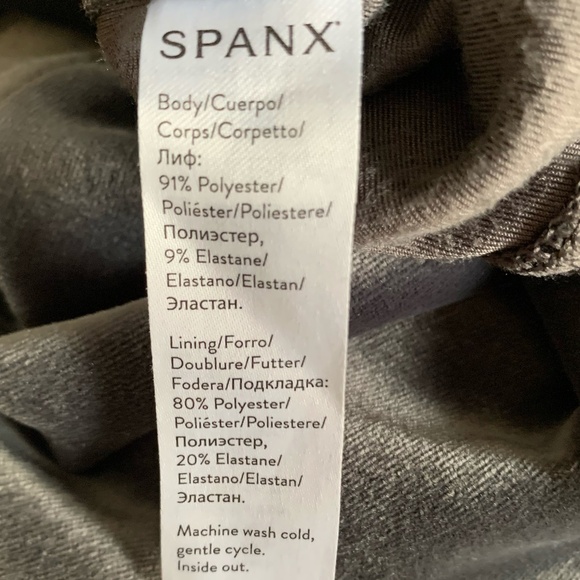 SPANX®
Body/Cuerpo/
Corps/Corpetto/
Лиф:
91% Polyester/
Poliéster/Poliestere/
Полиэстер,
9% Elastane/
Elastano/Elastan/
Эластан.
Lining/Forro/
Doublure/Futter/
Fodera/Подкладка:
80% Polyester/
Poliéster/Poliestere/
Полиэстер,
20% Elastane/
Elastano/Elastan/
Эластан.
Machine wash cold,
gentle cycle.
Inside out.